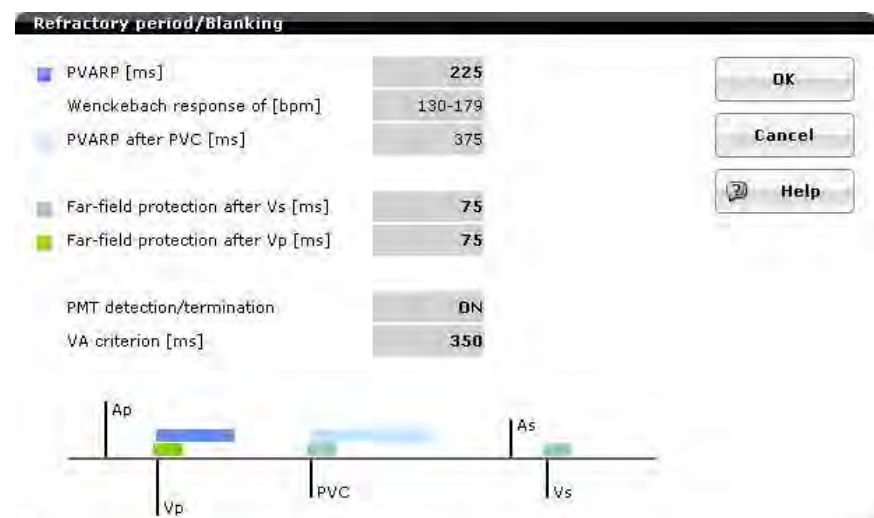 Refractory period/Blanking
PVARP [ms] 225
Wenckebach response of [bpm] 130-179
PVARP after PVC [ms] 375
Far-field protection after Vs [ms] 75
Far-field protection after Vp [ms] 75
PMT detection/termination ON
VA criterion [ms] 350
OK
Cancel
Help
Ap
As
Vp
PVC
Vs